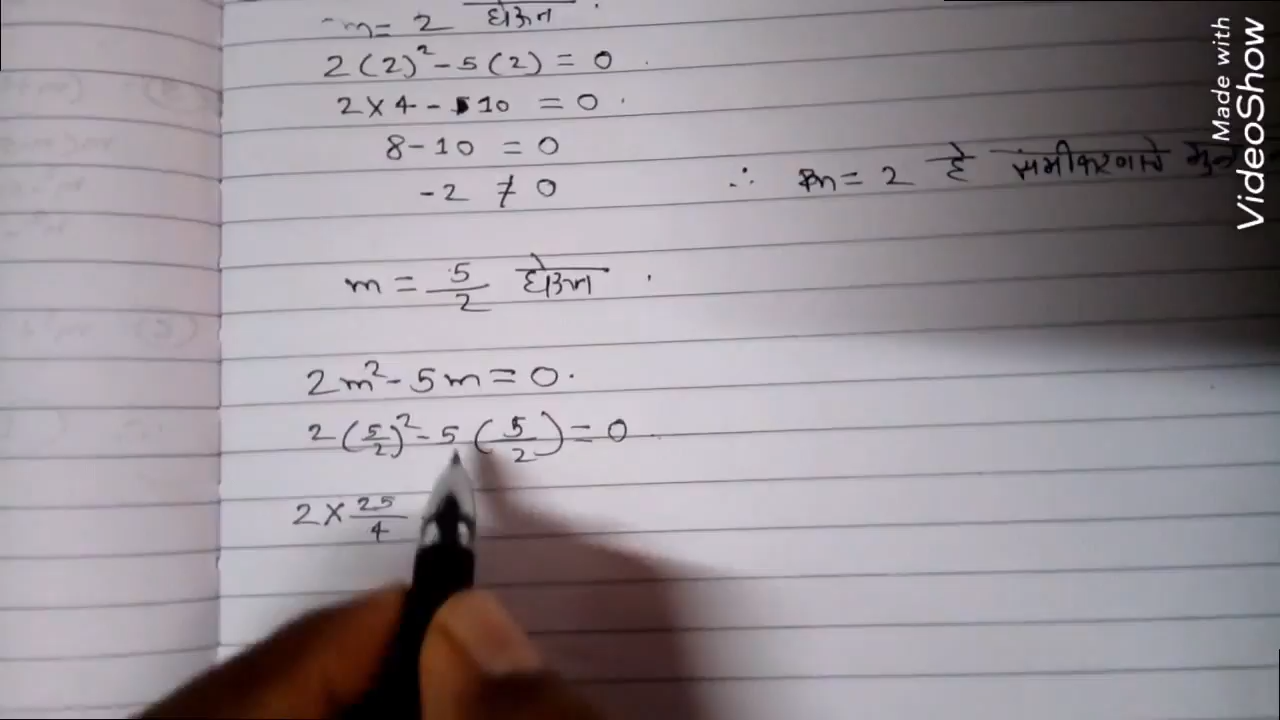 m = 2 घेऊन .
2(2)² - 5(2) = 0 .
2 × 4 - 10 = 0 .
8 - 10 = 0
-2 ≠ 0
∴ m = 2 हे समीकरणाचे
m = 5/2 घेऊन .
2m² - 5m = 0 .
2(5/2)² - 5(5/2) = 0 .
2 × 25/4
Made with
VideoShow